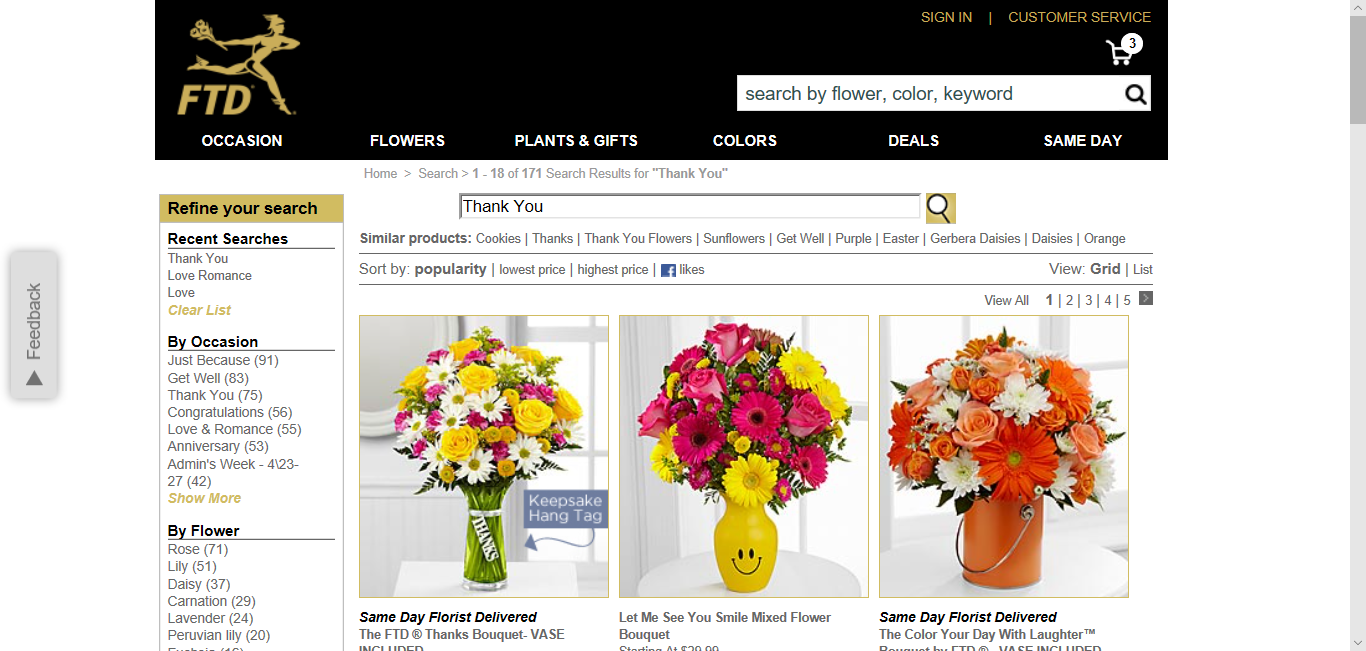 SIGN IN | CUSTOMER SERVICE
3
FTD
search by flower, color, keyword
OCCASION FLOWERS PLANTS & GIFTS COLORS DEALS SAME DAY
Home > Search > 1 - 18 of 171 Search Results for "Thank You"
Refine your search
Recent Searches
Thank You
Love Romance
Love
Clear List
By Occasion
Just Because (91)
Get Well (83)
Thank You (75)
Congratulations (56)
Love & Romance (55)
Anniversary (53)
Admin's Week - 4\23-
27 (42)
Show More
By Flower
Rose (71)
Lily (51)
Daisy (37)
Carnation (29)
Lavender (24)
Peruvian lily (20)
Feedback
Thank You
Similar products: Cookies | Thanks | Thank You Flowers | Sunflowers | Get Well | Purple | Easter | Gerbera Daisies | Daisies | Orange
Sort by: popularity | lowest price | highest price | f likes
View: Grid | List
View All 1 | 2 | 3 | 4 | 5 >
THANKS
Keepsake
Hang Tag
Same Day Florist Delivered
The FTD ® Thanks Bouquet- VASE
INCLUDED
Let Me See You Smile Mixed Flower
Bouquet
Starting At $29.99
Same Day Florist Delivered
The Color Your Day With Laughter™
Bouquet by FTD ® - VASE INCLUDED